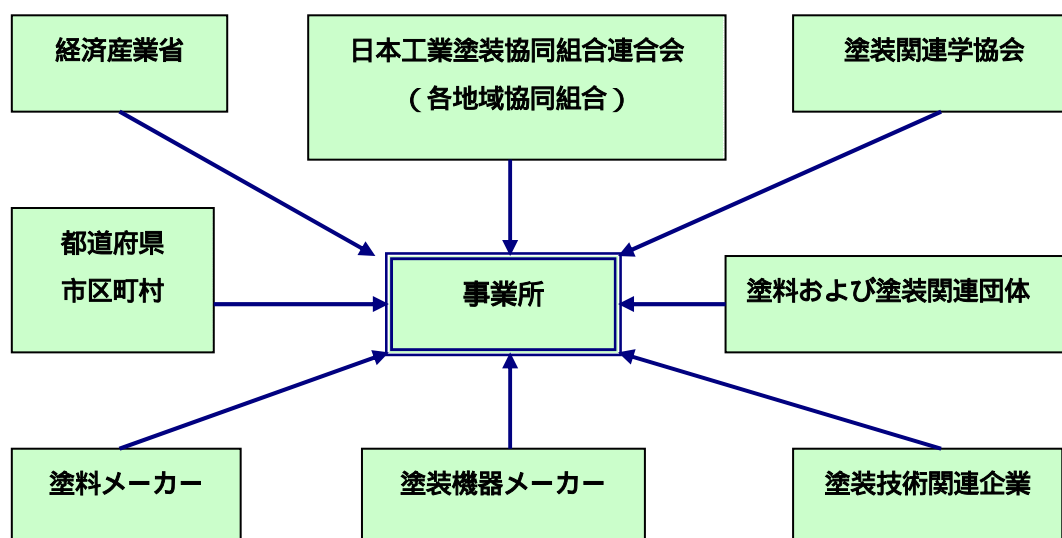 経済産業省
日本工業塗装協同組合連合会
（各地域協同組合）
塗装関連学協会
都道府県
市区町村
事業所
塗料および塗装関連団体
塗料メーカー
塗装機器メーカー
塗装技術関連企業